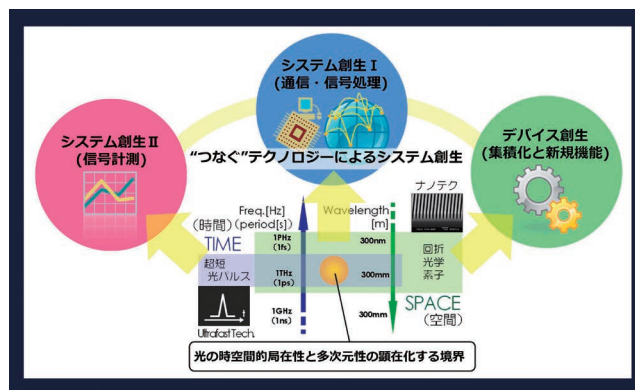 システム創生Ⅰ
(通信・信号処理)
システム創生Ⅱ
(信号計測)
デバイス創生
(集積化と新規機能)
“つなぐ”テクノロジーによるシステム創生
ナノテク
Freq.[Hz]
(時間)(period[s])
Wavelength
[m]
TIME
1PHz
(1fs)
300nm
回折
光学
素子
超短
光パルス
1THz
(1ps)
300mm
1GHz
(1ns)
300mm
SPACE
(空間)
t
UltrafastTech.
光の時空間的局在性と多次元性の顕在化する境界